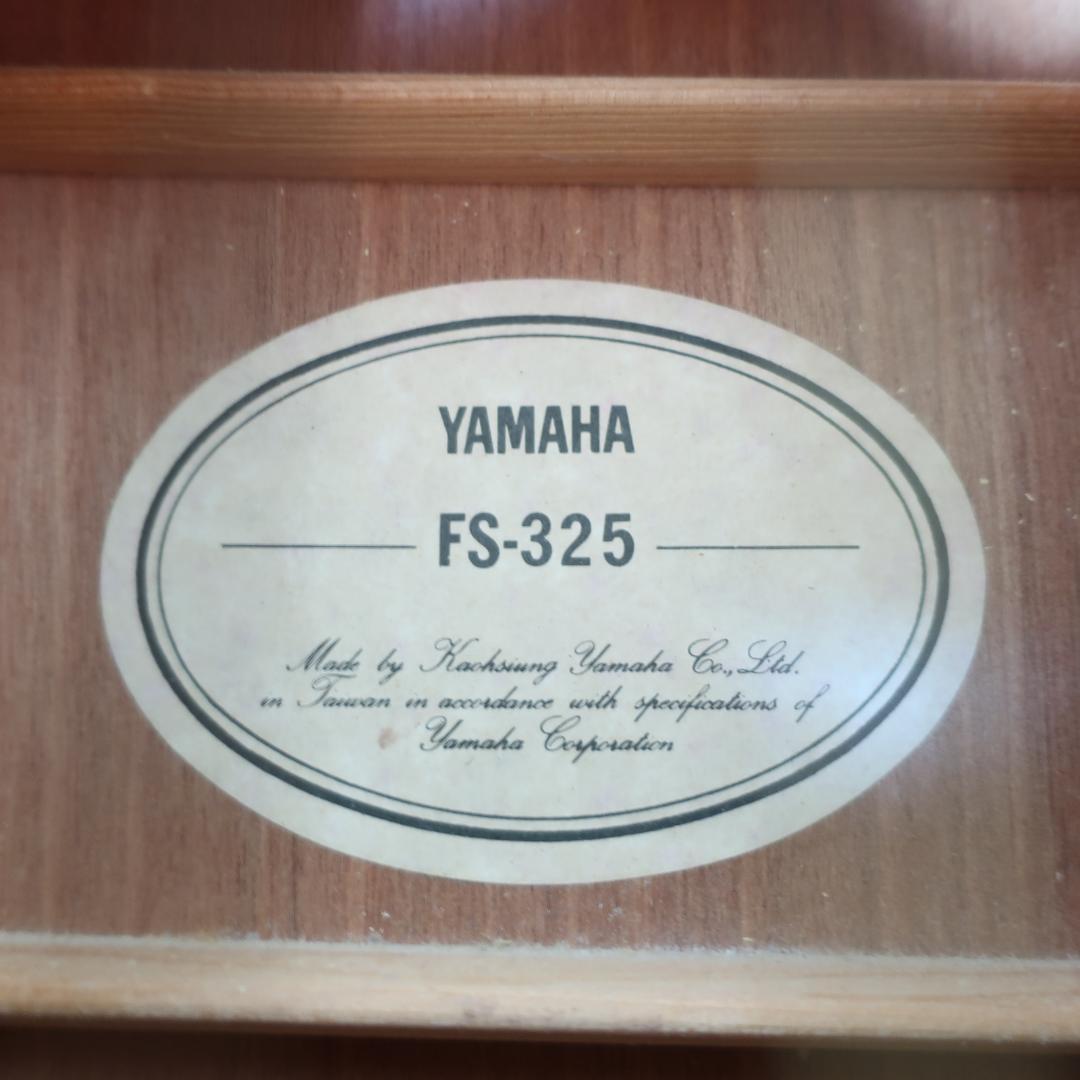 YAMAHA
FS-325
Made by Kaohsiung Yamaha Co., Ltd.
in Taiwan in accordance with specifications of
Yamaha Corporation